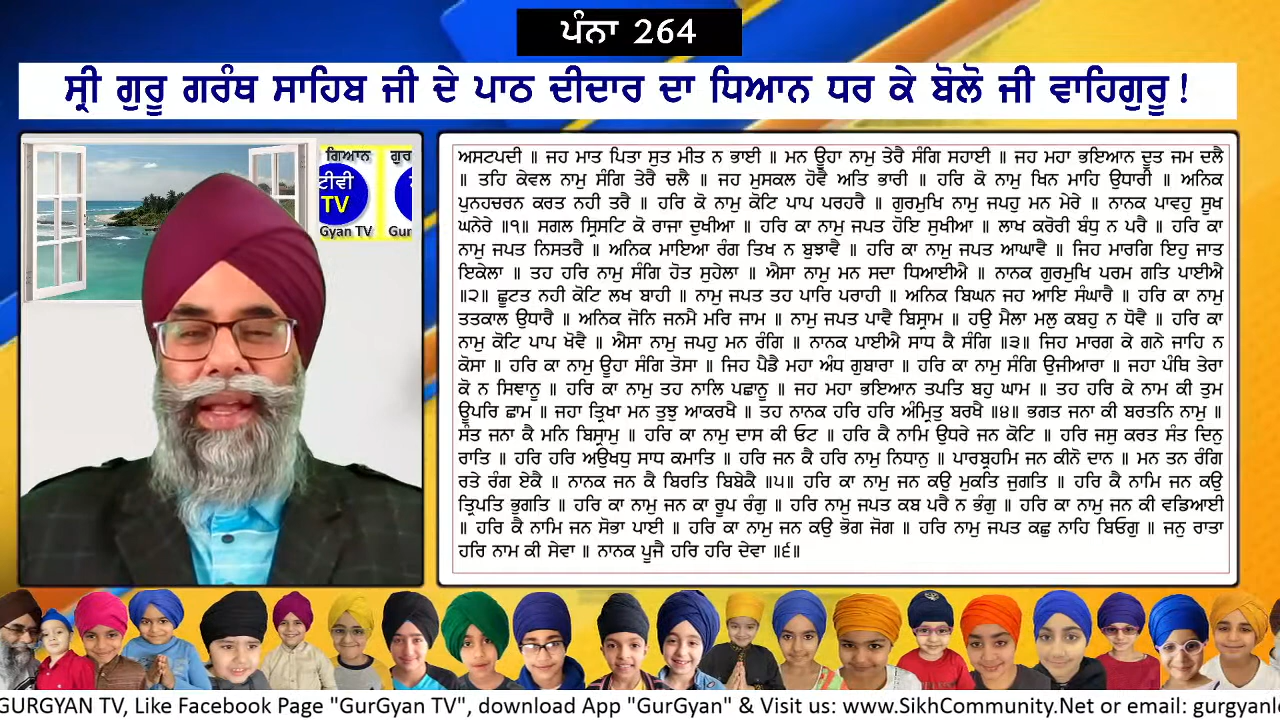 ਪੰਨਾ 264
ਸ੍ਰੀ ਗੁਰੂ ਗਰੰਥ ਸਾਹਿਬ ਜੀ ਦੇ ਪਾਠ ਦੀਦਾਰ ਦਾ ਧਿਆਨ ਧਰ ਕੇ ਬੋਲੋ ਜੀ ਵਾਹਿਗੁਰੂ!
ਗਿਆਨ ਗੁਰ
ਟੀਵੀ
TV
Gyan TV Gur
ਅਸਟਪਦੀ ॥ ਜਹ ਮਾਤ ਪਿਤਾ ਸੁਤ ਮੀਤ ਨ ਭਾਈ ॥ ਮਨ ਊਹਾ ਨਾਮੁ ਤੇਰੈ ਸੰਗਿ ਸਹਾਈ ॥ ਜਹ ਮਹਾ ਭਇਆਨ ਦੂਤ ਜਮ ਦਲੈ
॥ ਤਹਿ ਕੇਵਲ ਨਾਮੁ ਸੰਗਿ ਤੇਰੈ ਚਲੈ ॥ ਜਹ ਮੁਸਕਲ ਹੋਵੈ ਅਤਿ ਭਾਰੀ ॥ ਹਰਿ ਕੋ ਨਾਮੁ ਖਿਨ ਮਾਹਿ ਉਧਾਰੀ ॥ ਅਨਿਕ
ਪੁਨਹਚਰਨ ਕਰਤ ਨਹੀ ਤਰੈ ॥ ਹਰਿ ਕੋ ਨਾਮੁ ਕੋਟਿ ਪਾਪ ਪਰਹਰੈ ॥ ਗੁਰਮੁਖਿ ਨਾਮੁ ਜਪਹੁ ਮਨ ਮੇਰੇ ॥ ਨਾਨਕ ਪਾਵਹੁ ਸੂਖ
ਘਨੇਰੇ ॥੧॥ ਸਗਲ ਸ੍ਰਿਸਟਿ ਕੋ ਰਾਜਾ ਦੁਖੀਆ ॥ ਹਰਿ ਕਾ ਨਾਮੁ ਜਪਤ ਹੋਇ ਸੁਖੀਆ ॥ ਲਾਖ ਕਰੋਰੀ ਬੰਧੁ ਨ ਪਰੈ ॥ ਹਰਿ ਕਾ
ਨਾਮੁ ਜਪਤ ਨਿਸਤਰੈ ॥ ਅਨਿਕ ਮਾਇਆ ਰੰਗ ਤਿਖ ਨ ਬੁਝਾਵੈ ॥ ਹਰਿ ਕਾ ਨਾਮੁ ਜਪਤ ਆਘਾਵੈ ॥ ਜਿਹ ਮਾਰਗਿ ਇਹੁ ਜਾਤ
ਇਕੇਲਾ ॥ ਤਹ ਹਰਿ ਨਾਮੁ ਸੰਗਿ ਹੋਤ ਸੁਹੇਲਾ ॥ ਐਸਾ ਨਾਮੁ ਮਨ ਸਦਾ ਧਿਆਈਐ ॥ ਨਾਨਕ ਗੁਰਮੁਖਿ ਪਰਮ ਗਤਿ ਪਾਈਐ
॥੨॥ ਛੂਟਤ ਨਹੀ ਕੋਟਿ ਲਖ ਬਾਹੀ ॥ ਨਾਮੁ ਜਪਤ ਤਹ ਪਾਰਿ ਪਰਾਹੀ ॥ ਅਨਿਕ ਬਿਘਨ ਜਹ ਆਇ ਸੰਘਾਰੈ ॥ ਹਰਿ ਕਾ ਨਾਮੁ
ਤਤਕਾਲ ਉਧਾਰੈ ॥ ਅਨਿਕ ਜੋਨਿ ਜਨਮੈ ਮਰਿ ਜਾਮ ॥ ਨਾਮੁ ਜਪਤ ਪਾਵੈ ਬਿਸ੍ਰਾਮ ॥ ਹਉ ਮੈਲਾ ਮਲੁ ਕਬਹੁ ਨ ਧੋਵੈ ॥ ਹਰਿ ਕਾ
ਨਾਮੁ ਕੋਟਿ ਪਾਪ ਖੋਵੈ ॥ ਐਸਾ ਨਾਮੁ ਜਪਹੁ ਮਨ ਰੰਗਿ ॥ ਨਾਨਕ ਪਾਈਐ ਸਾਧ ਕੈ ਸੰਗਿ ॥੩॥ ਜਿਹ ਮਾਰਗ ਕੇ ਗਨੇ ਜਾਹਿ ਨ
ਕੋਸਾ ॥ ਹਰਿ ਕਾ ਨਾਮੁ ਊਹਾ ਸੰਗਿ ਤੋਸਾ ॥ ਜਿਹ ਪੈਡੈ ਮਹਾ ਅੰਧ ਗੁਬਾਰਾ ॥ ਹਰਿ ਕਾ ਨਾਮੁ ਸੰਗਿ ਉਜੀਆਰਾ ॥ ਜਹਾ ਪੰਥਿ ਤੇਰਾ
ਕੋ ਨ ਸਿਞਾਨੂ ॥ ਹਰਿ ਕਾ ਨਾਮੁ ਤਹ ਨਾਲਿ ਪਛਾਨੂ ॥ ਜਹ ਮਹਾ ਭਇਆਨ ਤਪਤਿ ਬਹੁ ਘਾਮ ॥ ਤਹ ਹਰਿ ਕੇ ਨਾਮ ਕੀ ਤੁਮ
ਊਪਰਿ ਛਾਮ ॥ ਜਹਾ ਤ੍ਰਿਖਾ ਮਨ ਤੁਝੁ ਆਕਰਖੈ ॥ ਤਹ ਨਾਨਕ ਹਰਿ ਹਰਿ ਅੰਮ੍ਰਿਤੁ ਬਰਖੈ ॥੪॥ ਭਗਤ ਜਨਾ ਕੀ ਬਰਤਨਿ ਨਾਮੁ ॥
ਸੰਤ ਜਨਾ ਕੈ ਮਨਿ ਬਿਸ੍ਰਾਮੁ ॥ ਹਰਿ ਕਾ ਨਾਮੁ ਦਾਸ ਕੀ ਓਟ ॥ ਹਰਿ ਕੈ ਨਾਮਿ ਉਧਰੇ ਜਨ ਕੋਟਿ ॥ ਹਰਿ ਜਸੁ ਕਰਤ ਸੰਤ ਦਿਨੁ
ਰਾਤਿ ॥ ਹਰਿ ਹਰਿ ਅਉਖਧੁ ਸਾਧ ਕਮਾਤਿ ॥ ਹਰਿ ਜਨ ਕੈ ਹਰਿ ਨਾਮੁ ਨਿਧਾਨੁ ॥ ਪਾਰਬ੍ਰਹਮਿ ਜਨ ਕੀਨੋ ਦਾਨ ॥ ਮਨ ਤਨ ਰੰਗਿ
ਰਤੇ ਰੰਗ ਏਕੈ ॥ ਨਾਨਕ ਜਨ ਕੈ ਬਿਰਤਿ ਬਿਬੇਕੈ ॥੫॥ ਹਰਿ ਕਾ ਨਾਮੁ ਜਨ ਕਉ ਮੁਕਤਿ ਜੁਗਤਿ ॥ ਹਰਿ ਕੈ ਨਾਮਿ ਜਨ ਕਉ
ਤ੍ਰਿਪਤਿ ਭੁਗਤਿ ॥ ਹਰਿ ਕਾ ਨਾਮੁ ਜਨ ਕਾ ਰੂਪ ਰੰਗੁ ॥ ਹਰਿ ਨਾਮੁ ਜਪਤ ਕਬ ਪਰੈ ਨ ਭੰਗੁ ॥ ਹਰਿ ਕਾ ਨਾਮੁ ਜਨ ਕੀ ਵਡਿਆਈ
॥ ਹਰਿ ਕੈ ਨਾਮਿ ਜਨ ਸੋਭਾ ਪਾਈ ॥ ਹਰਿ ਕਾ ਨਾਮੁ ਜਨ ਕਉ ਭੋਗ ਜੋਗ ॥ ਹਰਿ ਨਾਮੁ ਜਪਤ ਕਛੁ ਨਾਹਿ ਬਿਓਗੁ ॥ ਜਨੁ ਰਾਤਾ
ਹਰਿ ਨਾਮ ਕੀ ਸੇਵਾ ॥ ਨਾਨਕ ਪੂਜੈ ਹਰਿ ਹਰਿ ਦੇਵਾ ॥੬॥
GURGYAN TV, Like Facebook Page "GurGyan TV", download App "GurGyan" & Visit us: www.SikhCommunity.Net or email: gurgyanl